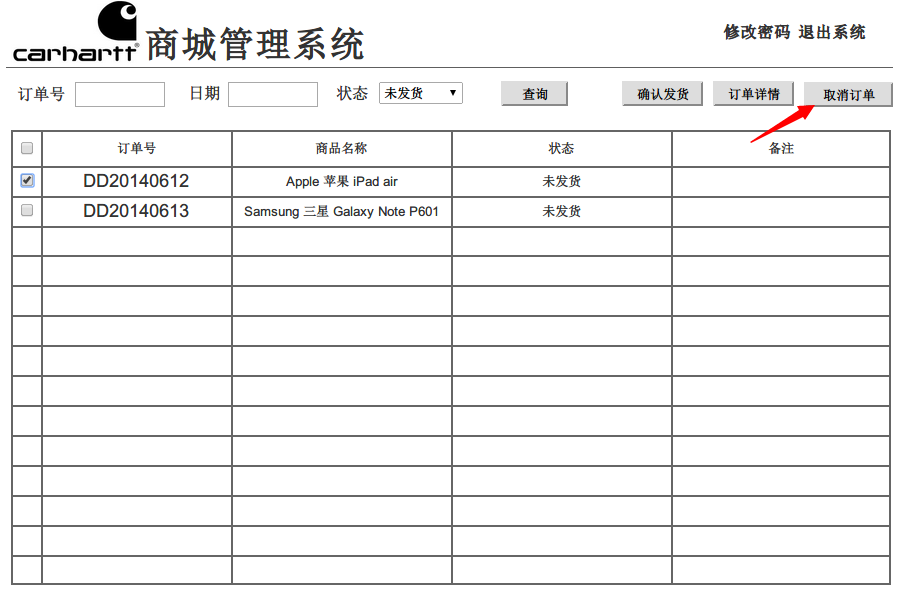 carhartt 商城管理系统
修改密码 退出系统
订单号 日期 状态 未发货 查询 确认发货 订单详情 取消订单
订单号 商品名称 状态 备注
DD20140612 Apple 苹果 iPad air 未发货
DD20140613 Samsung 三星 Galaxy Note P601 未发货